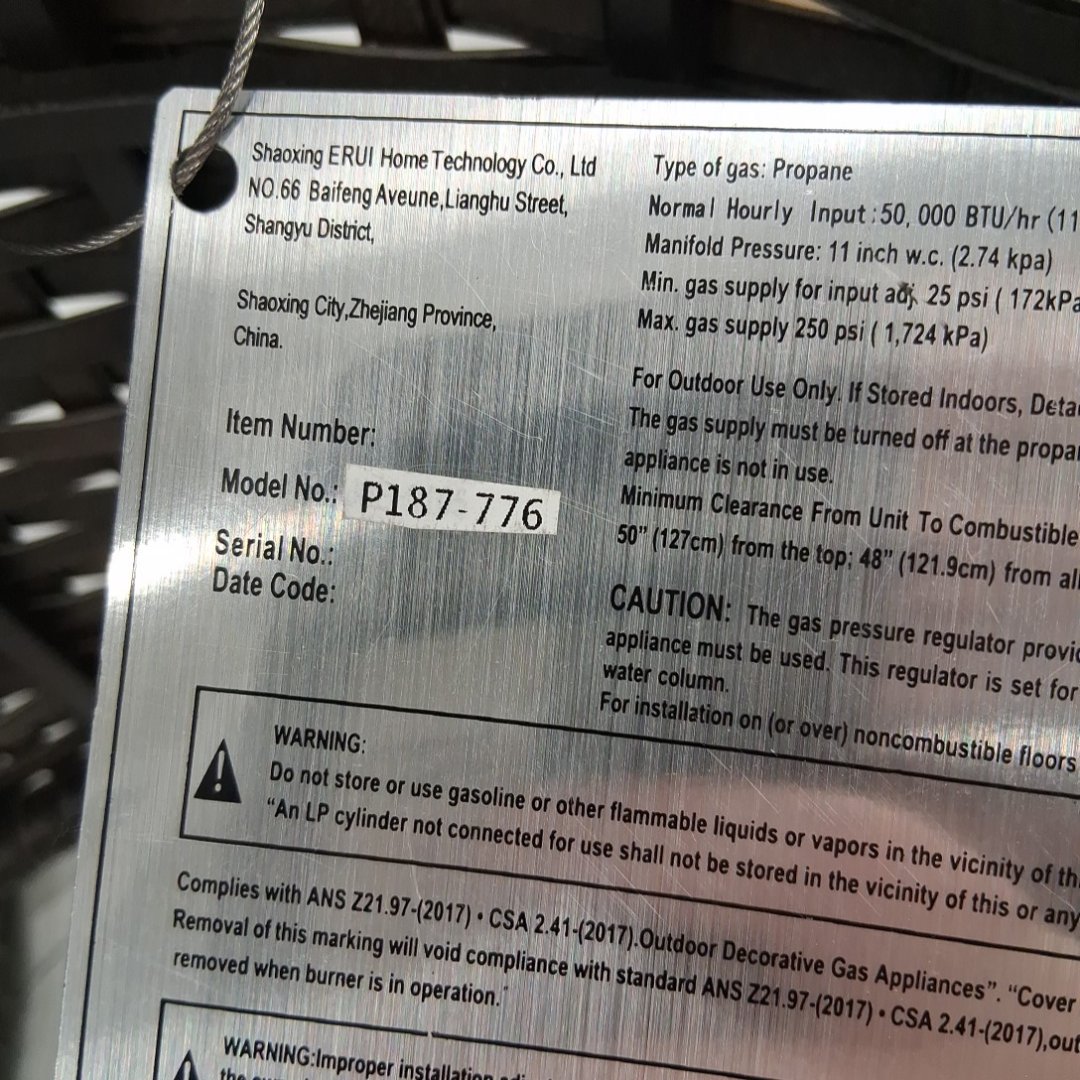 Shaoxing ERUI Home Technology Co., Ltd
NO.66 Baifeng Aveune,Lianghu Street,
Shangyu District,
Shaoxing City,Zhejiang Province,
China.
Item Number:
Model No.: P187-776
Serial No.:
Date Code:
Type of gas: Propane
Normal Hourly Input:50,000 BTU/hr (11
Manifold Pressure: 11 inch w.c. (2.74 kpa)
Min. gas supply for input adj. 25 psi ( 172kPa
Max. gas supply 250 psi ( 1,724 kPa)
For Outdoor Use Only. If Stored Indoors, Deta
The gas supply must be turned off at the propa
appliance is not in use.
Minimum Clearance From Unit To Combustible
50” (127cm) from the top; 48” (121.9cm) from all
CAUTION: The gas pressure regulator provid
appliance must be used. This regulator is set for
water column.
For installation on (or over) noncombustible floors
WARNING:
Do not store or use gasoline or other flammable liquids or vapors in the vicinity of th
“An LP cylinder not connected for use shall not be stored in the vicinity of this or any
Complies with ANS Z21.97-(2017) • CSA 2.41-(2017).Outdoor Decorative Gas Appliances”. “Cover
Removal of this marking will void compliance with standard ANS Z21.97-(2017) • CSA 2.41-(2017),out
removed when burner is in operation.”
WARNING:Improper installation